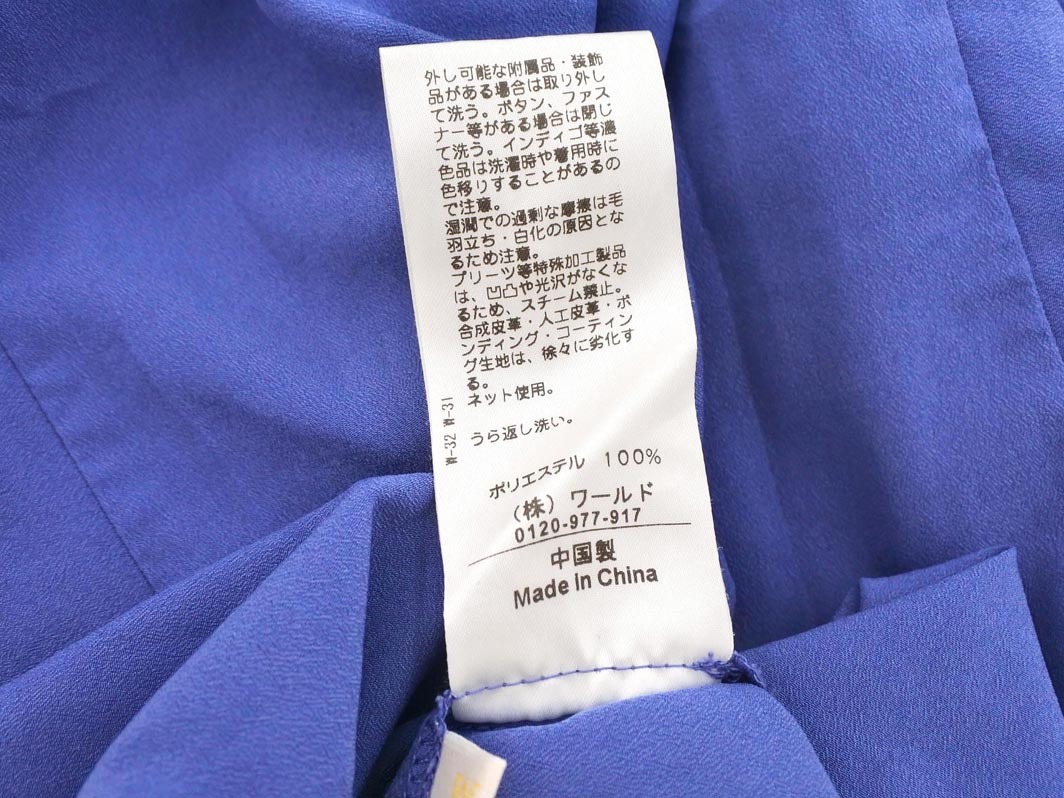 外し可能な附属品・装飾
品がある場合は取り外し
て洗う。ボタン、ファス
ナー等がある場合は閉じ
て洗う。インディゴ等濃
色品は洗濯時や着用時に
色移りすることがあるの
で注意。
湿潤での過剰な摩擦は毛
羽立ち・白化の原因とな
るため注意。
プリーツ等特殊加工製品
は、凹凸や光沢がなくな
るため、スチーム禁止。
合成皮革・人工皮革・ボ
ンディング・コーティン
グ生地は、徐々に劣化す
る。
ネット使用。
うら返し洗い。
W-32 W-31
ポリエステル 100%
(株) ワールド
0120-977-917
中国製
Made in China